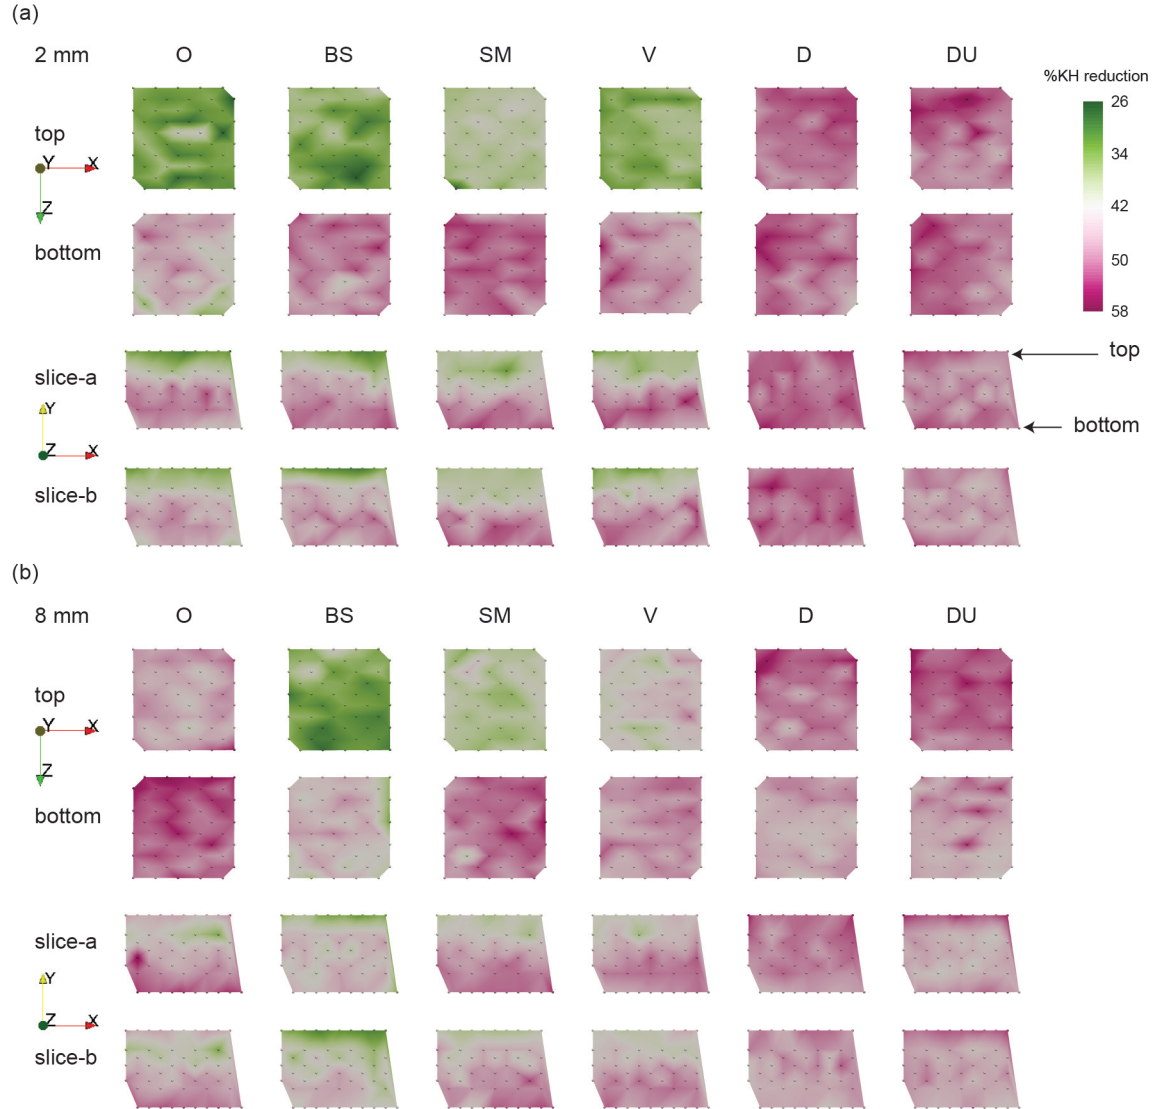 (a)
2 mm O BS SM V D DU
%KH reduction
26
34
42
50
58
top
Y X
Z
bottom
slice-a
top
Y
Z X
bottom
slice-b
(b)
8 mm O BS SM V D DU
top
Y X
Z
bottom
slice-a
Y
Z X
slice-b